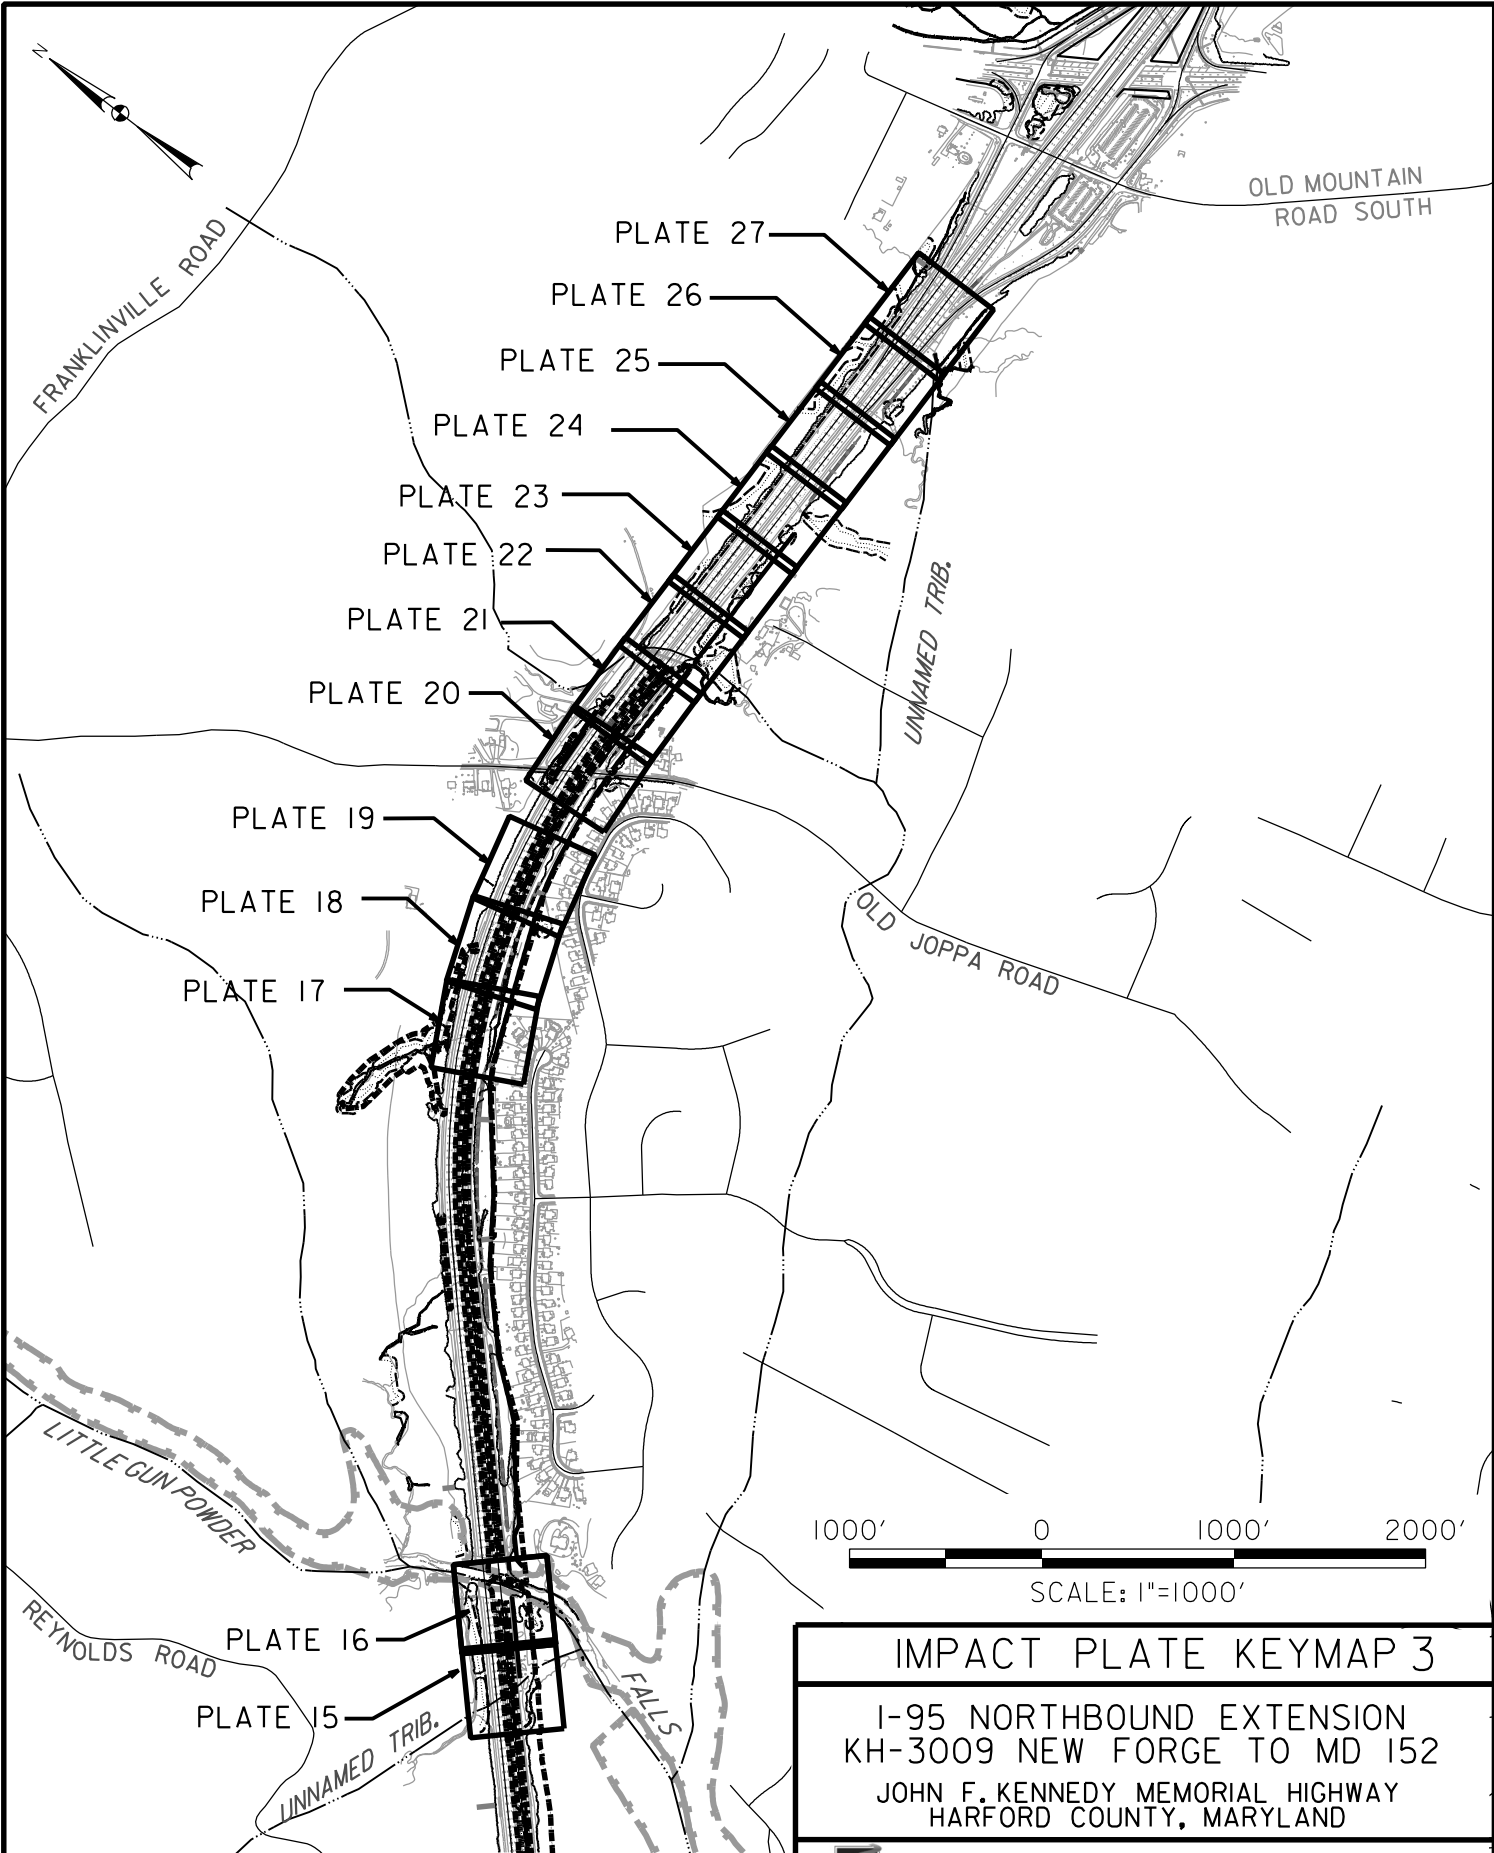 N
FRANKLINVILLE ROAD
OLD MOUNTAIN
ROAD SOUTH
PLATE 27
PLATE 26
PLATE 25
PLATE 24
PLATE 23
PLATE 22
PLATE 21
PLATE 20
UNNAMED TRIB.
PLATE 19
PLATE 18
PLATE 17
OLD JOPPA ROAD
LITTLE GUNPOWDER
FALLS
REYNOLDS ROAD
PLATE 16
PLATE 15
UNNAMED TRIB.
1000' 0 1000' 2000'
SCALE: 1"=1000'
IMPACT PLATE KEYMAP 3
I-95 NORTHBOUND EXTENSION
KH-3009 NEW FORGE TO MD 152
JOHN F. KENNEDY MEMORIAL HIGHWAY
HARFORD COUNTY, MARYLAND